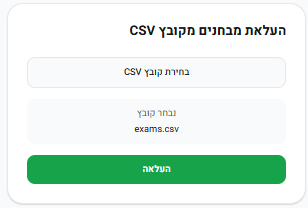 העלאת מבחנים מקובץ CSV
בחירת קובץ CSV
נבחר קובץ
exams.csv
העלאה